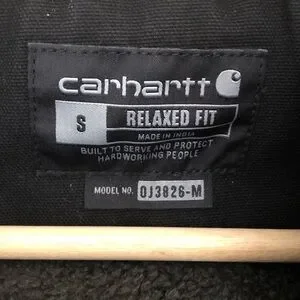 carhartt
S RELAXED FIT
MADE IN INDIA
BUILT TO SERVE AND PROTECT
HARDWORKING PEOPLE
MODEL NO. OJ3826-M